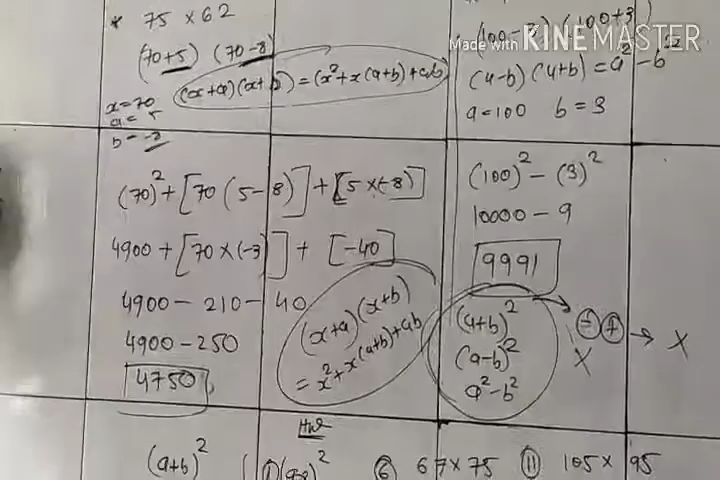 * 75 × 62
(70+5) (70-8)
(x+a)(x+b) = (x²+x(a+b)+ab)
x=70
a=5
b=-8
(70)² + [70(5-8)] + [5×(-8)]
4900 + [70×(-3)] + [-40]
4900 - 210 - 40
4900 - 250
4750
(x+a)(x+b)
= x²+x(a+b)+ab
Made with KINEMASTER
(100-3) (100+3)
(a-b) (a+b) = a²-b²
a=100 b=3
(100)² - (3)²
10000 - 9
9991
(a+b)²
(a-b)²
a²-b²
→ X
X
HW
(a+b)²
① (a-b)² ⑥ 67×75 ⑪ 105×95